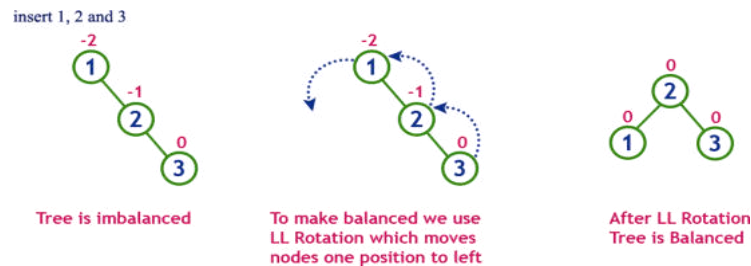 insert 1, 2 and 3
-2
1
-1
2
0
3
Tree is imbalanced
-2
1
-1
2
0
3
To make balanced we use
LL Rotation which moves
nodes one position to left
0
2
0
1
0
3
After LL Rotation
Tree is Balanced